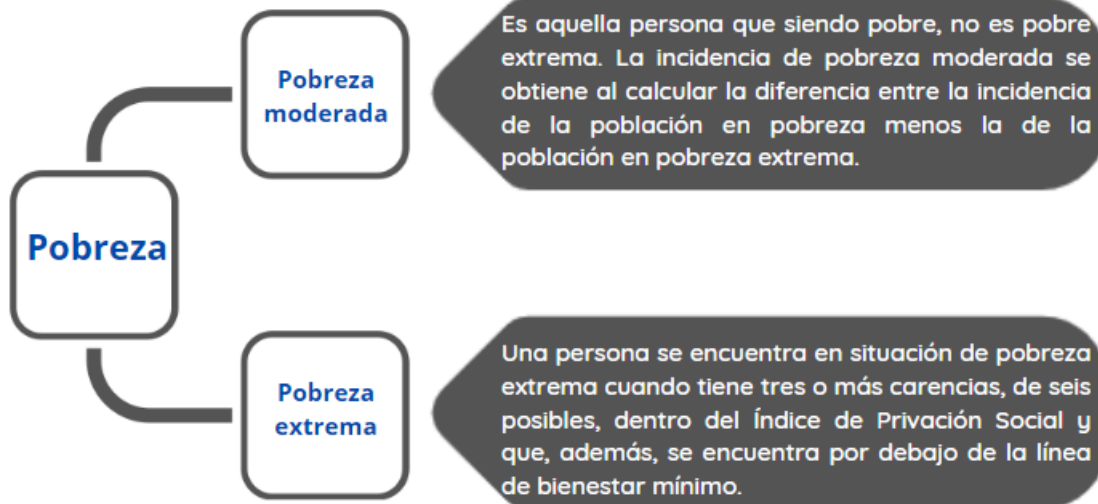 Pobreza
Pobreza
moderada
Es aquella persona que siendo pobre, no es pobre
extrema. La incidencia de pobreza moderada se
obtiene al calcular la diferencia entre la incidencia
de la población en pobreza menos la de la
población en pobreza extrema.
Pobreza
extrema
Una persona se encuentra en situación de pobreza
extrema cuando tiene tres o más carencias, de seis
posibles, dentro del Índice de Privación Social y
que, además, se encuentra por debajo de la línea
de bienestar mínimo.